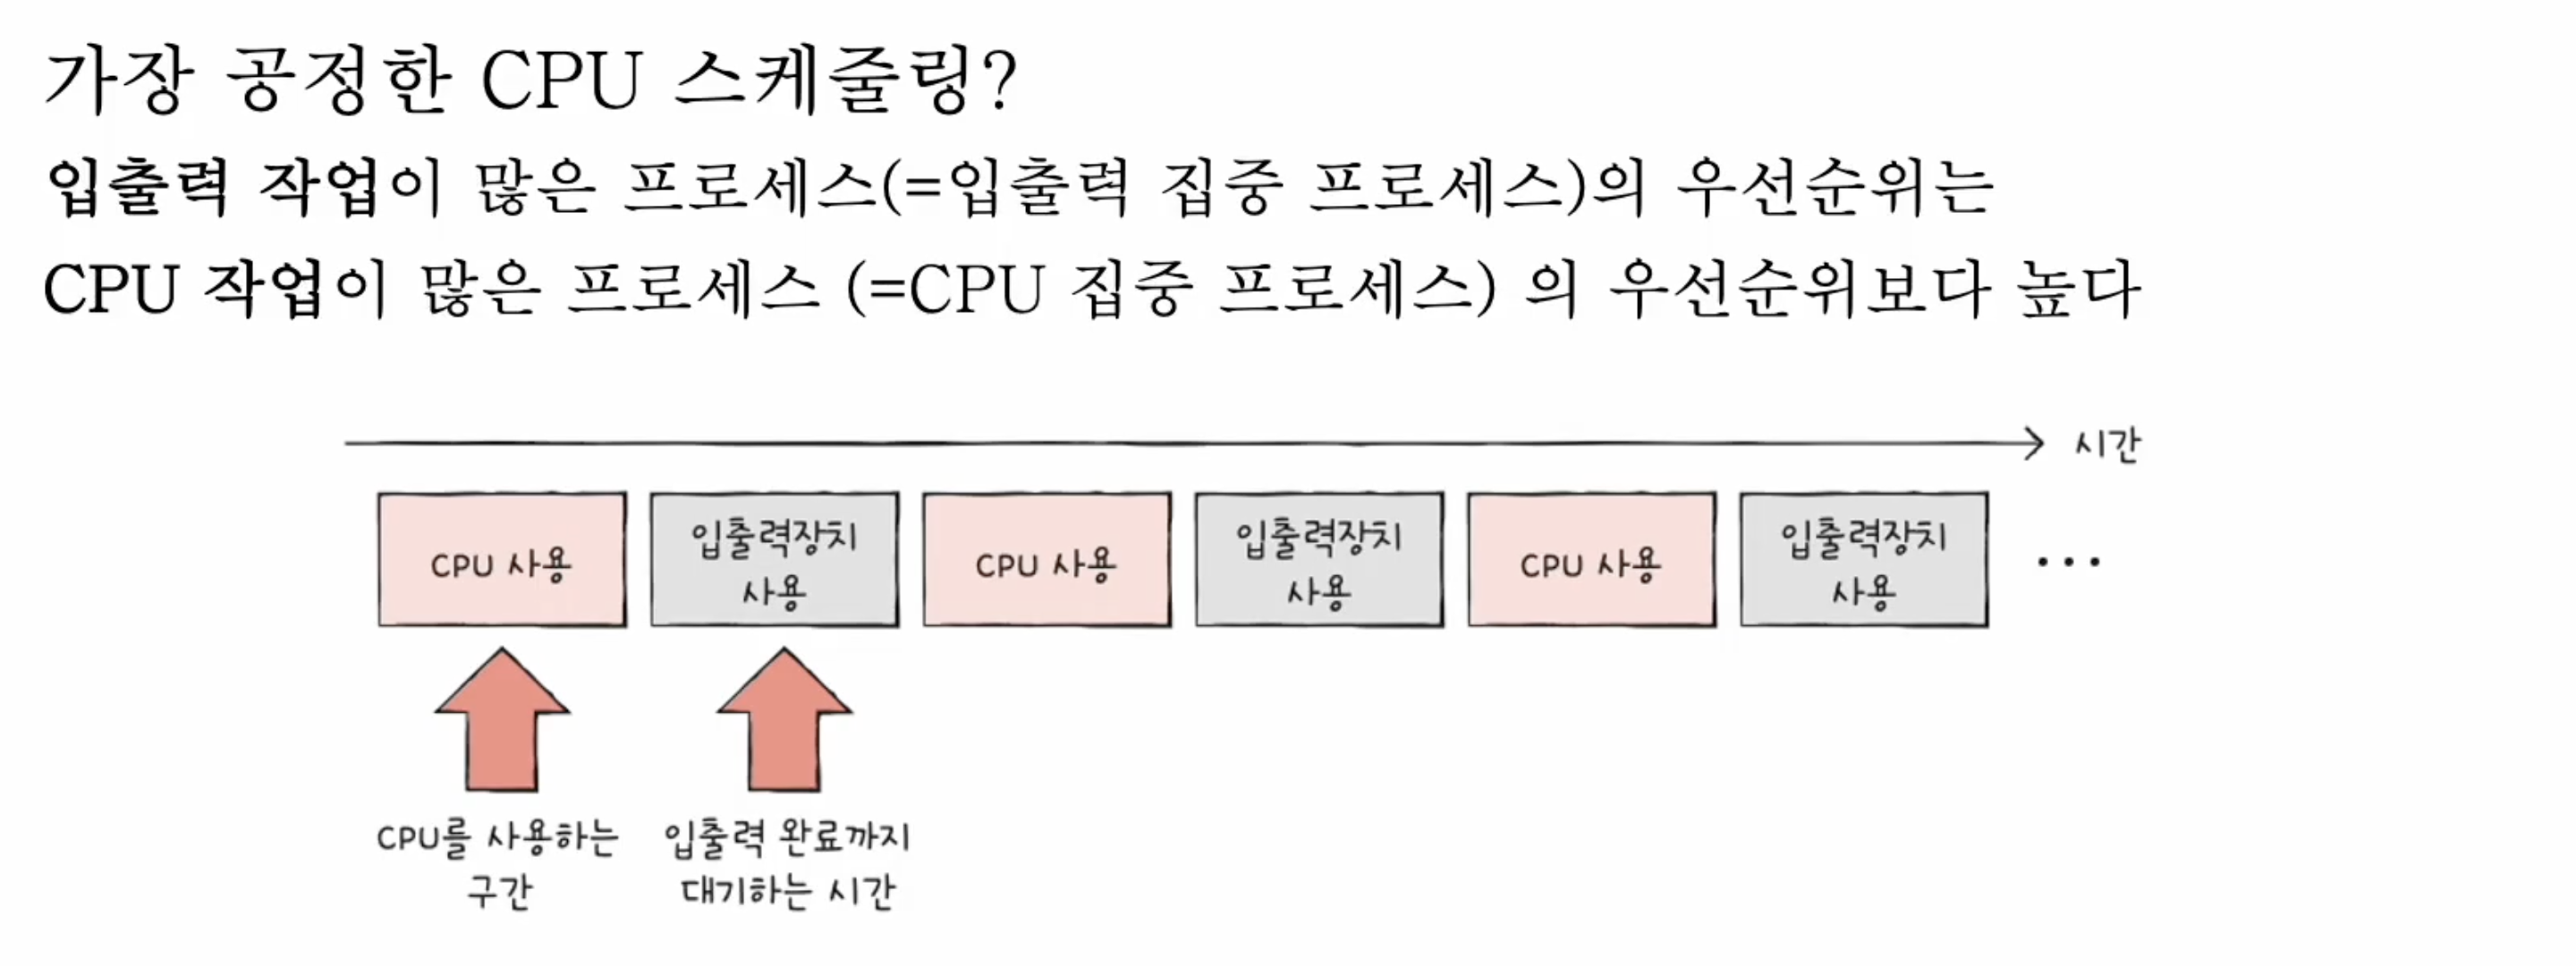 가장 공정한 CPU 스케줄링?
입출력 작업이 많은 프로세스(=입출력 집중 프로세스)의 우선순위는
CPU 작업이 많은 프로세스 (=CPU 집중 프로세스) 의 우선순위보다 높다
시간
CPU 사용
입출력장치
사용
CPU 사용
입출력장치
사용
CPU 사용
입출력장치
사용
...
CPU를 사용하는
구간
입출력 완료까지
대기하는 시간